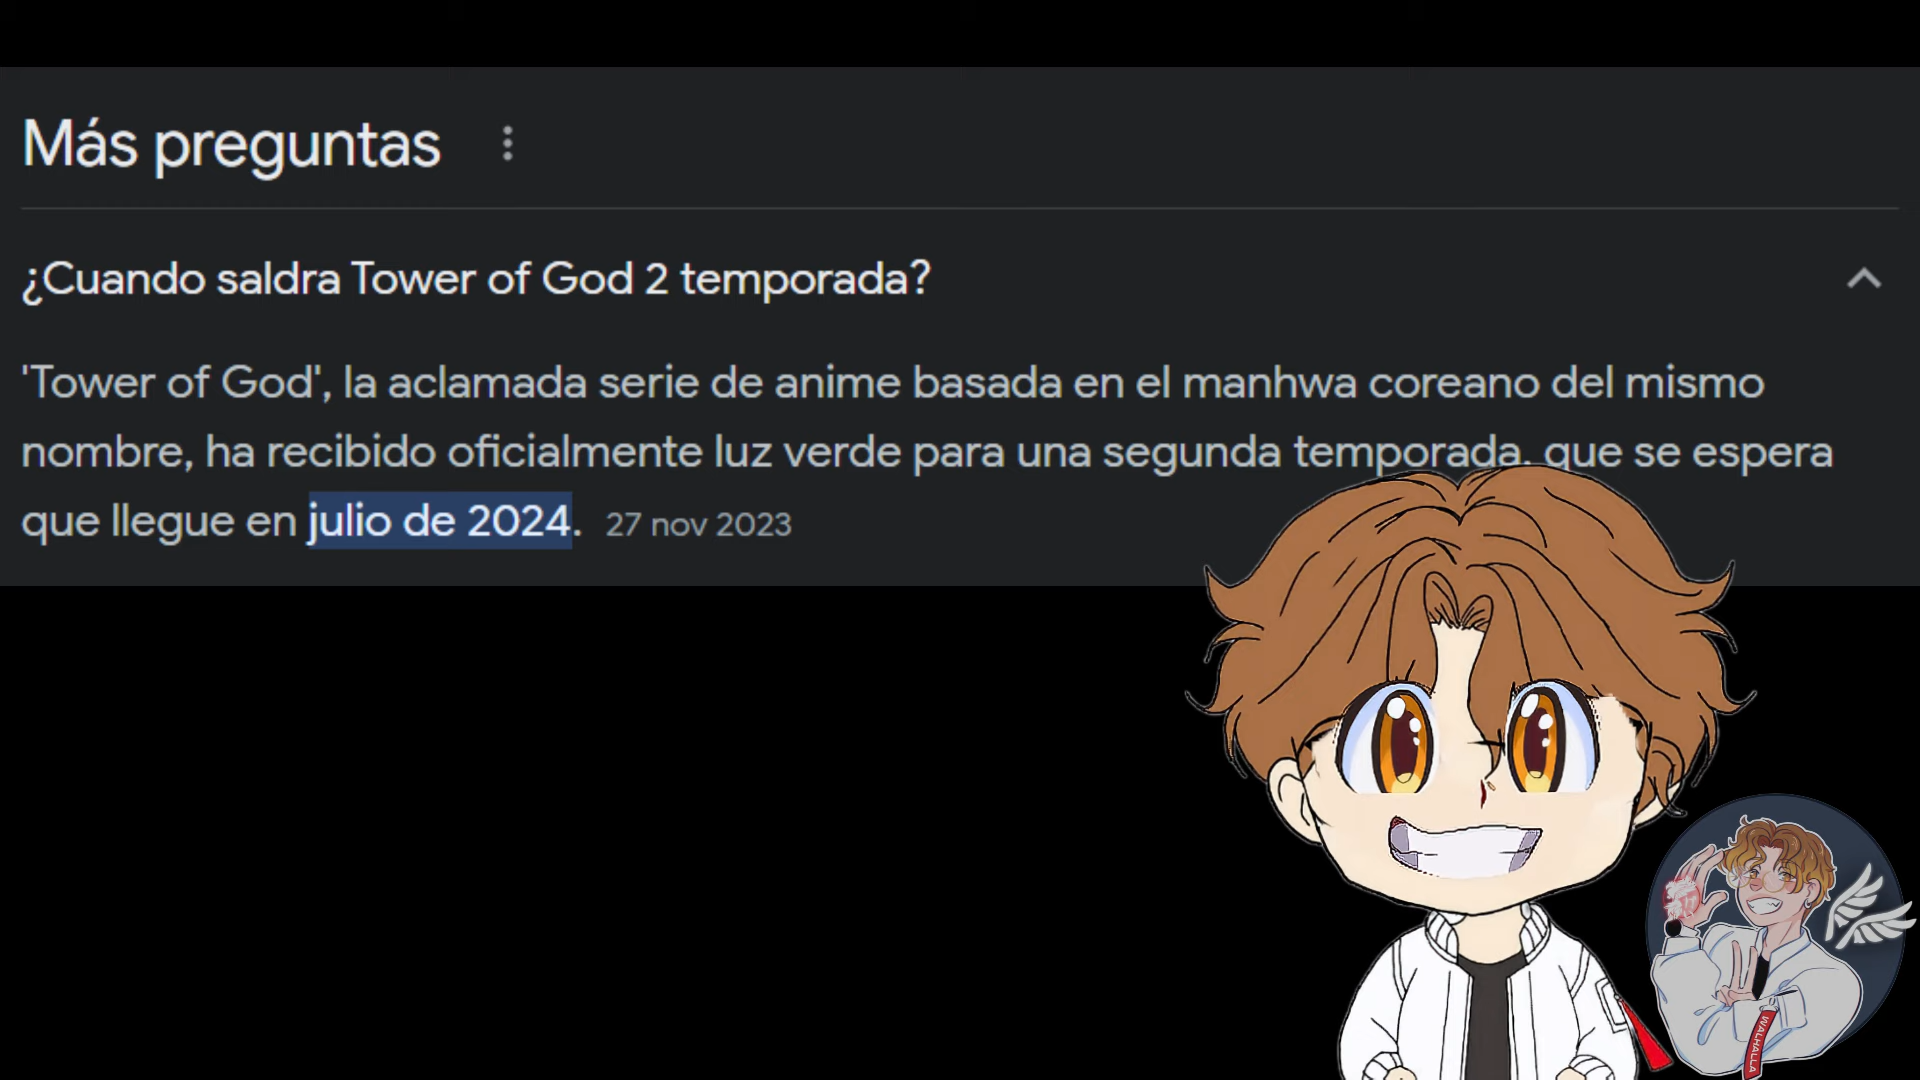 Más preguntas
¿Cuando saldra Tower of God 2 temporada?
'Tower of God', la aclamada serie de anime basada en el manhwa coreano del mismo
nombre, ha recibido oficialmente luz verde para una segunda temporada, que se espera
que llegue en julio de 2024. 27 nov 2023
WALHALLA